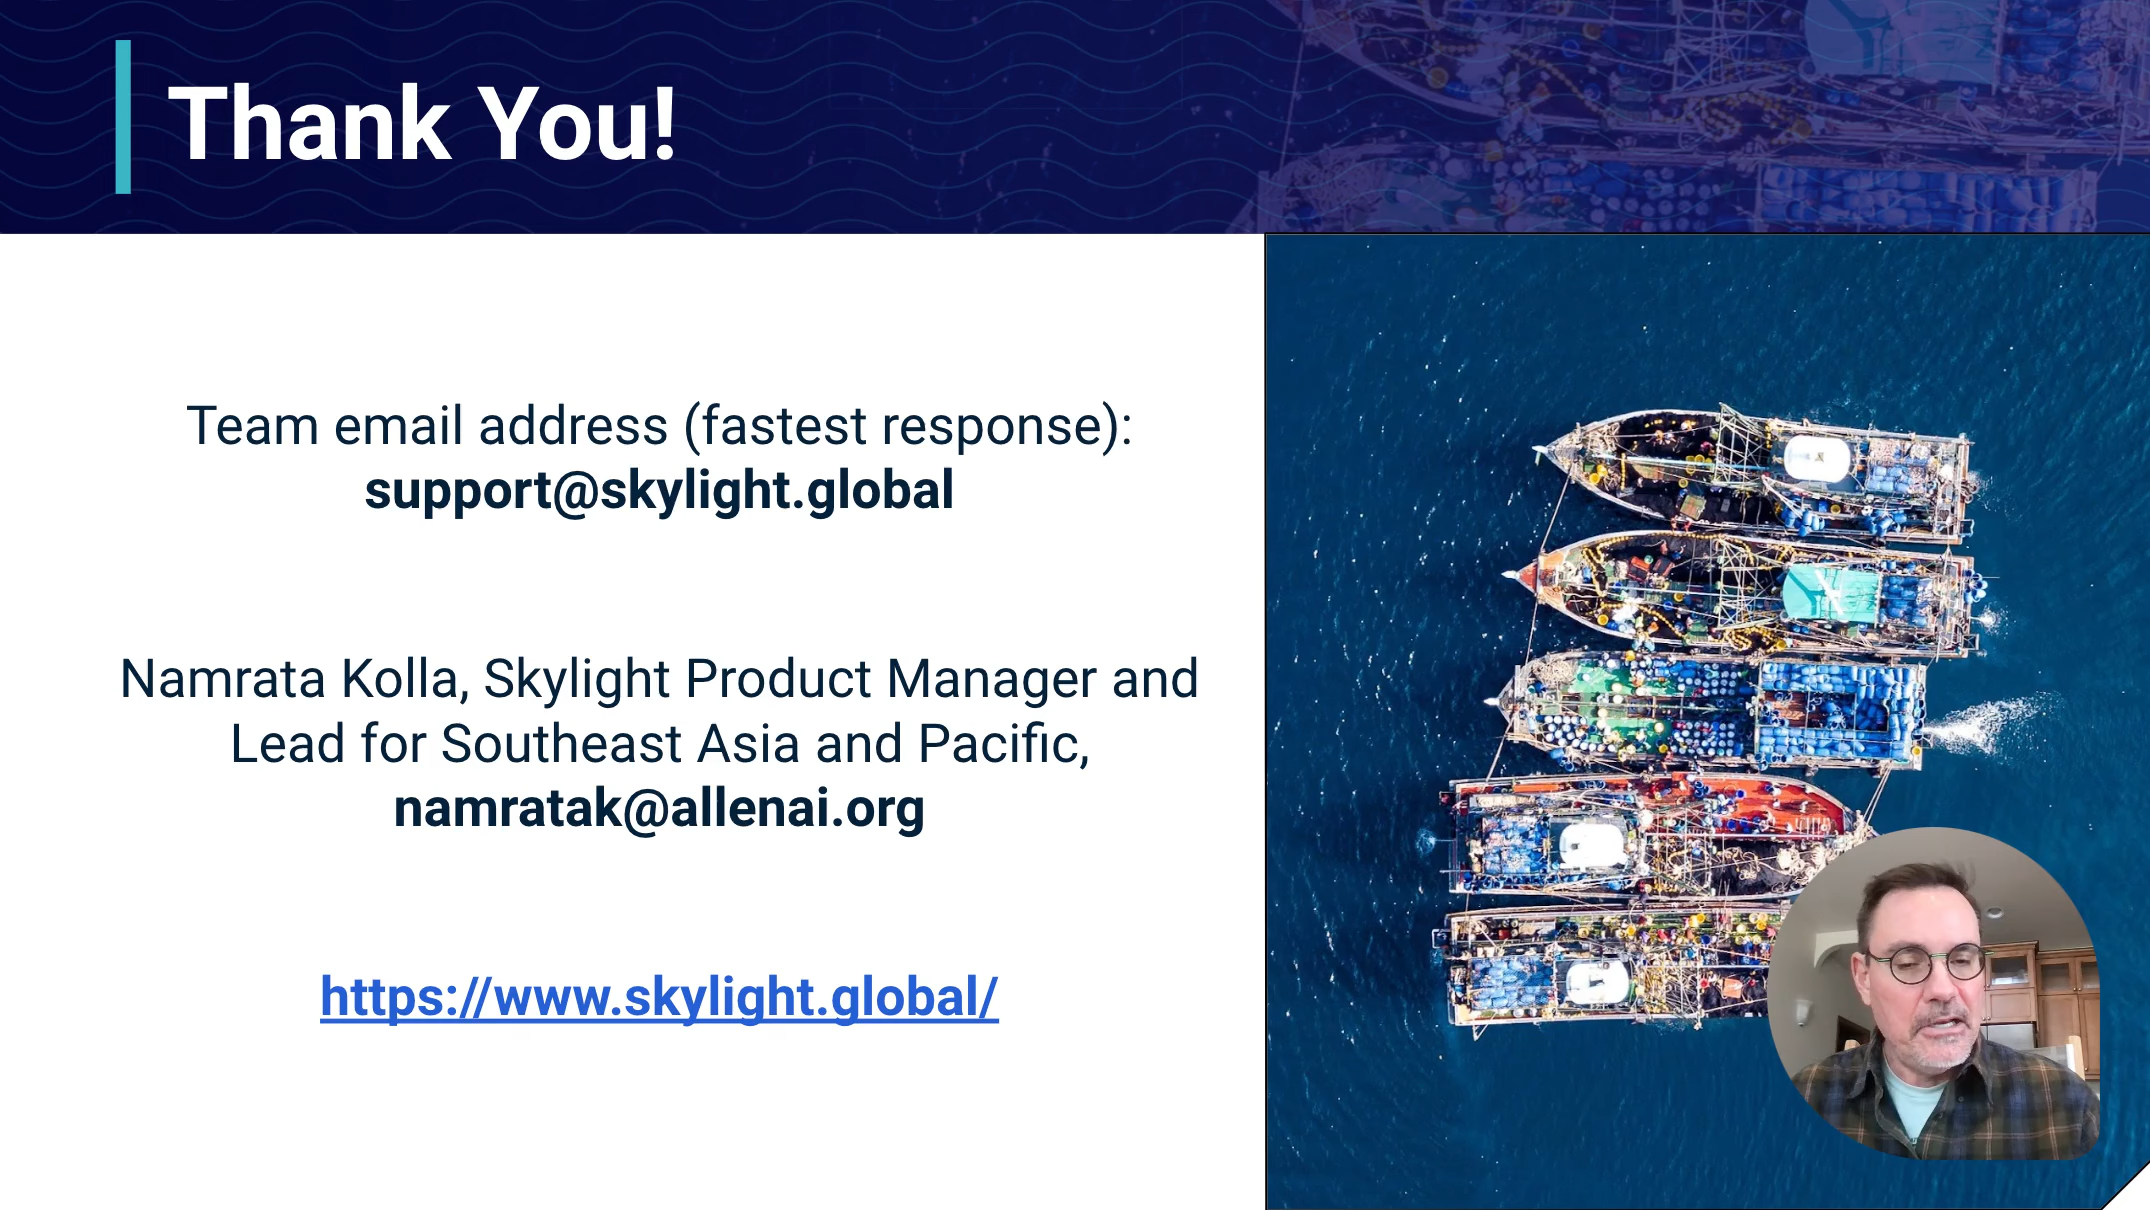 Thank You!
Team email address (fastest response):
support@skylight.global
Namrata Kolla, Skylight Product Manager and
Lead for Southeast Asia and Pacific,
namratak@allenai.org
https://www.skylight.global/